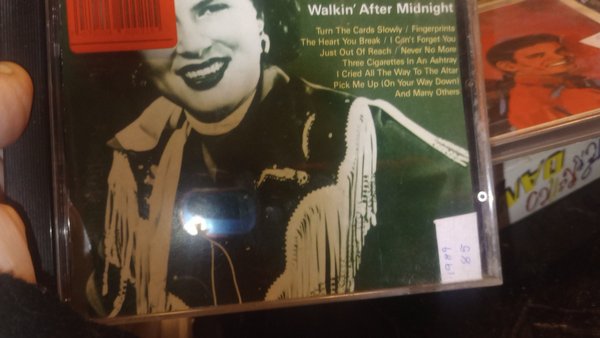 Walkin' After Midnight
Turn The Cards Slowly / Fingerprints
The Heart You Break / I Can't Forget You
Just Out Of Reach / Never No More
Three Cigarettes In An Ashtray
I Cried All The Way To The Altar
Pick Me Up (On Your Way Down)
And Many Others
1989
85